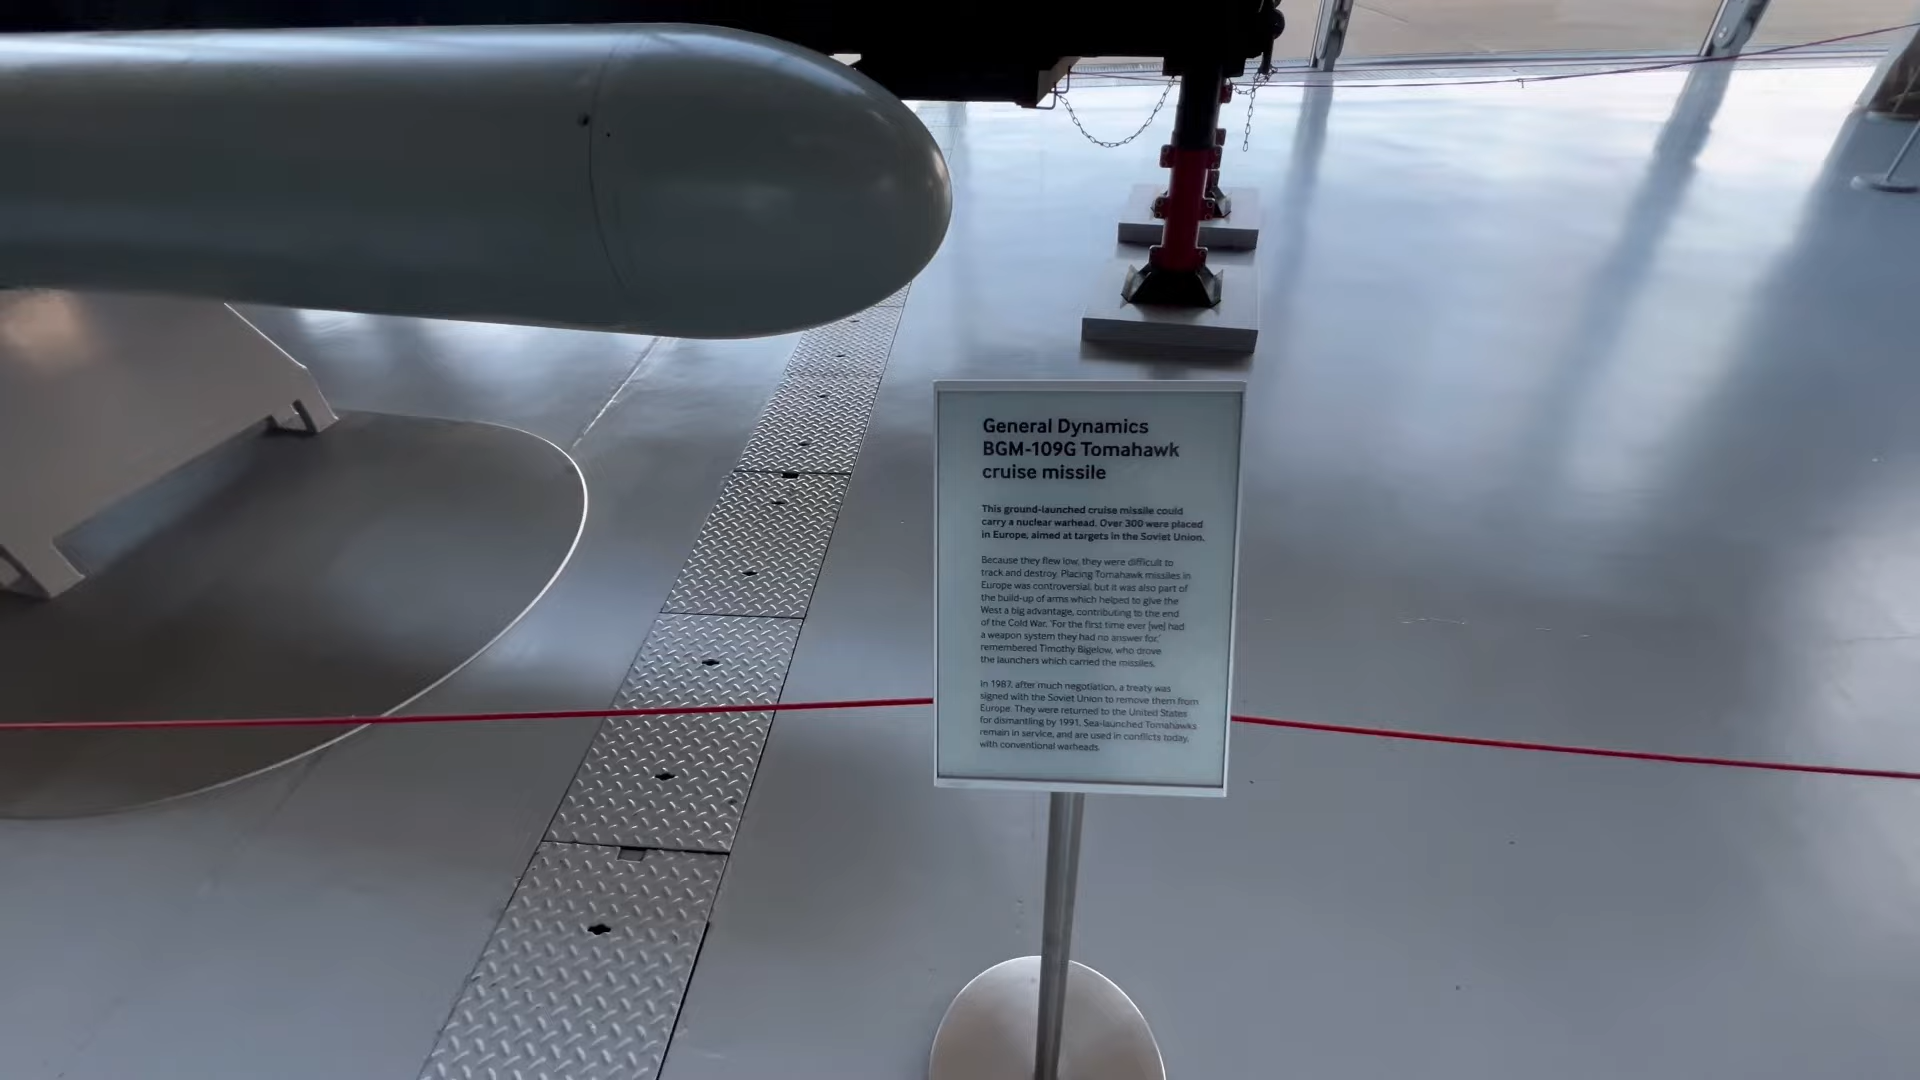 General Dynamics
BGM-109G Tomahawk
cruise missile
This ground-launched cruise missile could
carry a nuclear warhead. Over 300 were placed
in Europe, aimed at targets in the Soviet Union.
Because they flew low, they were difficult to
track and destroy. Placing Tomahawk missiles in
Europe was controversial, but it was also part of
the build-up of arms which helped to give the
West a big advantage, contributing to the end
of the Cold War. 'For the first time ever [we] had
a weapon system they had no answer for,'
remembered Timothy Bigelow, who drove
the launchers which carried the missiles.
In 1987, after much negotiation, a treaty was
signed with the Soviet Union to remove them from
Europe. They were returned to the United States
for dismantling by 1991. Sea-launched Tomahawks
remain in service, and are used in conflicts today,
with conventional warheads.